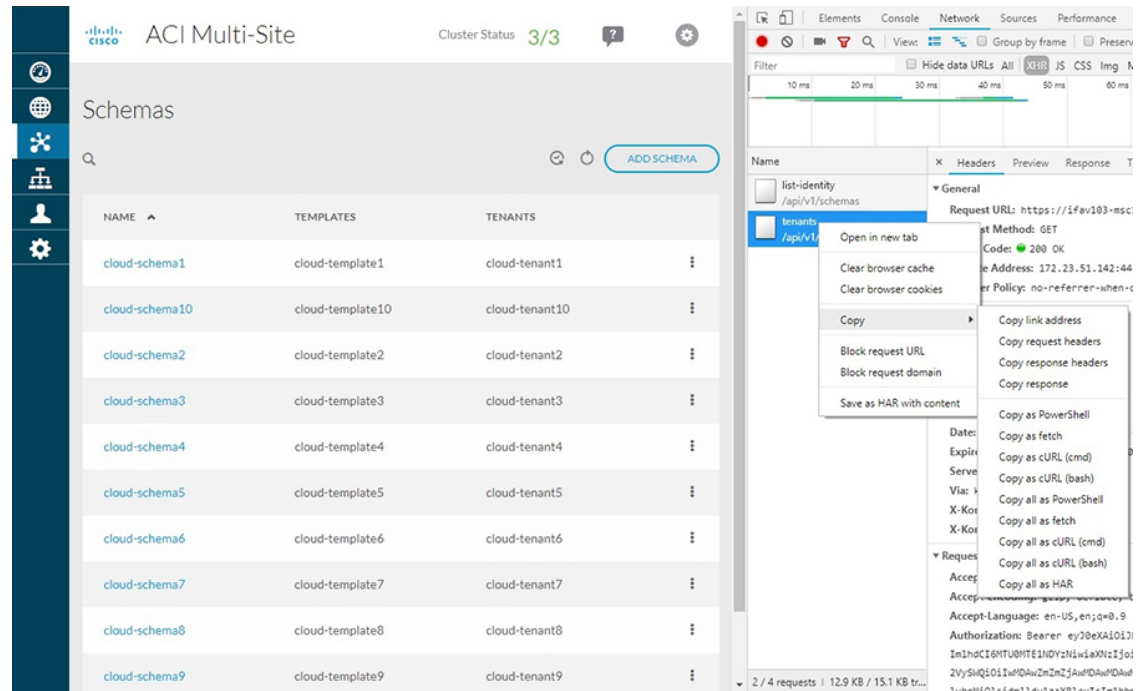 CISCO
ACI Multi-Site
Cluster Status 3/3
?
Schemas
ADD SCHEMA
NAME TEMPLATES TENANTS
cloud-schema1 cloud-template1 cloud-tenant1
cloud-schema10 cloud-template10 cloud-tenant10
cloud-schema2 cloud-template2 cloud-tenant2
cloud-schema3 cloud-template3 cloud-tenant3
cloud-schema4 cloud-template4 cloud-tenant4
cloud-schema5 cloud-template5 cloud-tenant5
cloud-schema6 cloud-template6 cloud-tenant6
cloud-schema7 cloud-template7 cloud-tenant7
cloud-schema8 cloud-template8 cloud-tenant8
cloud-schema9 cloud-template9 cloud-tenant9
Elements Console Network Sources Performance
View: Group by frame Preserv
Filter Hide data URLs All XHR JS CSS Img
10 ms 20 ms 30 ms 40 ms 50 ms 60 ms
Name
× Headers Preview Response T
list-identity
/api/v1/schemas
tenants
/api/v1/
General
Request URL: https://ifav103-msc
st Method: GET
Code: 200 OK
e Address: 172.23.51.142:44
er Policy: no-referrer-when-
Open in new tab
Clear browser cache
Clear browser cookies
Copy
Block request URL
Block request domain
Save as HAR with content
Copy link address
Copy request headers
Copy response headers
Copy response
Copy as PowerShell
Copy as fetch
Copy as cURL (cmd)
Copy as cURL (bash)
Copy all as PowerShell
Copy all as fetch
Copy all as cURL (cmd)
Copy all as cURL (bash)
Copy all as HAR
Date:
Expir
Serve
Via:
X-Ko
X-Ko
Reques
Accep
Accept-Language: en-US,en;q=0.9
Authorization: Bearer
2 / 4 requests | 12.9 KB / 15.1 KB tr...